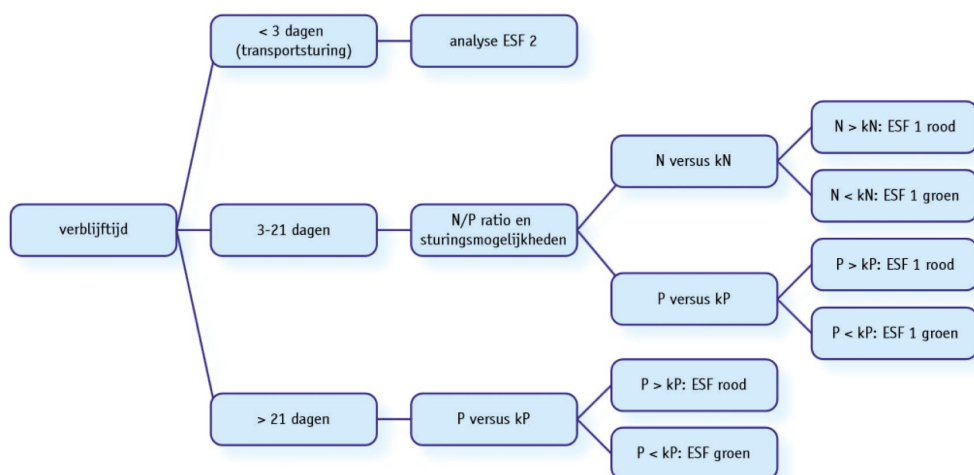 < 3 dagen
(transportsturing)
analyse ESF 2
N > kN: ESF 1 rood
N versus kN
N < kN: ESF 1 groen
verblijftijd
3-21 dagen
N/P ratio en
sturingsmogelijkheden
P > kP: ESF 1 rood
P versus kP
P < kP: ESF 1 groen
P > kP: ESF rood
> 21 dagen
P versus kP
P < kP: ESF groen